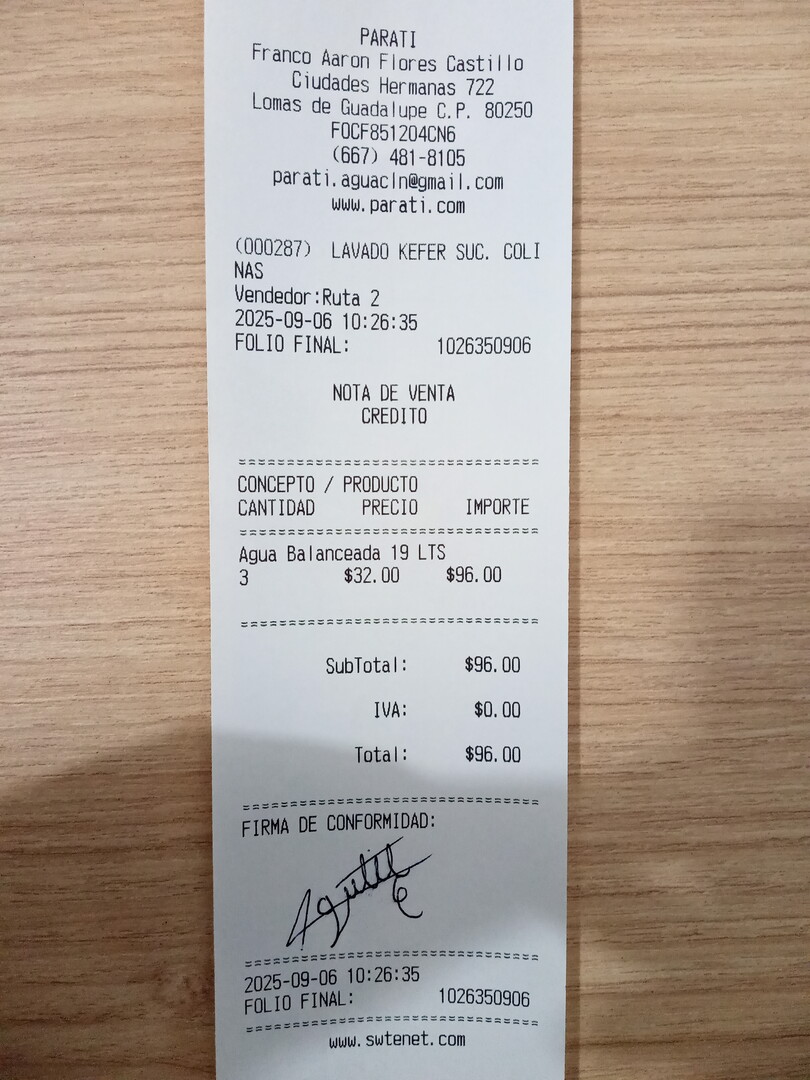 PARATI
Franco Aaron Flores Castillo
Ciudades Hermanas 722
Lomas de Guadalupe C.P. 80250
FOCF851204CN6
(667) 481-8105
parati.aguacln@gmail.com
www.parati.com
(000287) LAVADO KEFER SUC. COLI
NAS
Vendedor:Ruta 2
2025-09-06 10:26:35
FOLIO FINAL: 1026350906
NOTA DE VENTA
CREDITO
CONCEPTO / PRODUCTO
CANTIDAD PRECIO IMPORTE
Agua Balanceada 19 LTS
3 $32.00 $96.00
SubTotal: $96.00
IVA: $0.00
Total: $96.00
FIRMA DE CONFORMIDAD:
2025-09-06 10:26:35
FOLIO FINAL: 1026350906
www.swtenet.com